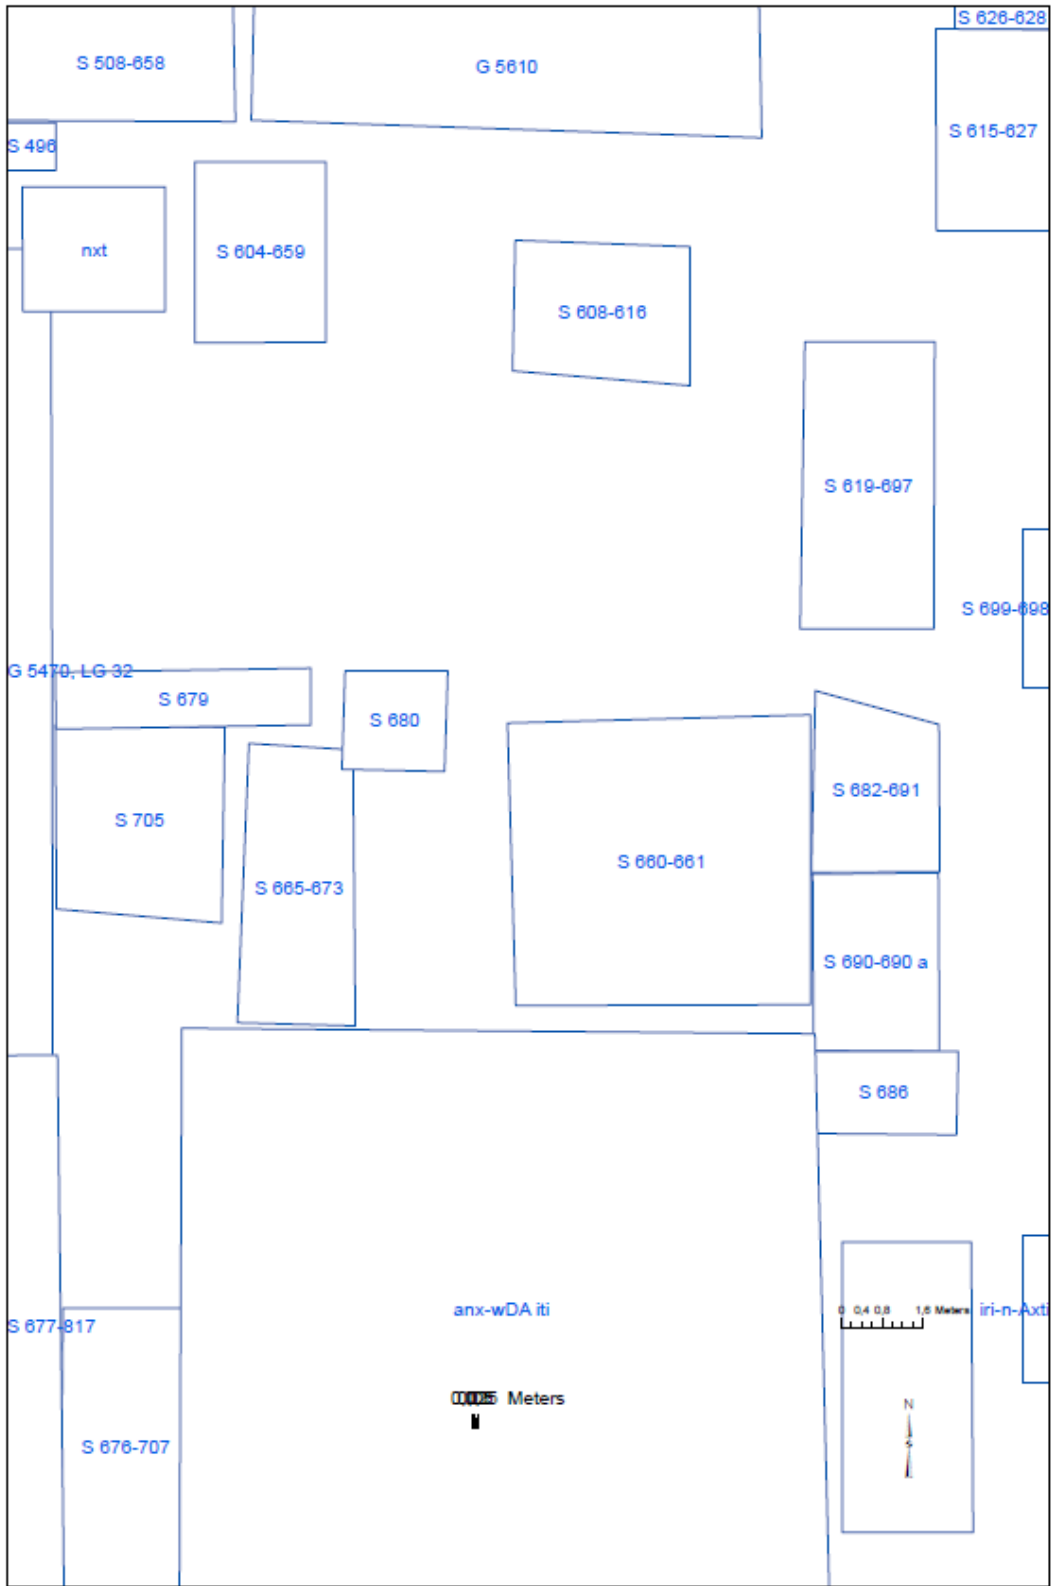 S 626-628
S 508-658
G 5610
S 615-627
S 496
nxt
S 604-659
S 608-616
S 619-697
S 699-698
G 5470, LG 32
S 679
S 680
S 682-691
S 705
S 660-661
S 665-673
S 690-690 a
S 686
anx-wDA iti
0 0,4 0,8 1,6 Meters
iri-n-Axti
S 677-817
Meters
N
S 676-707
S